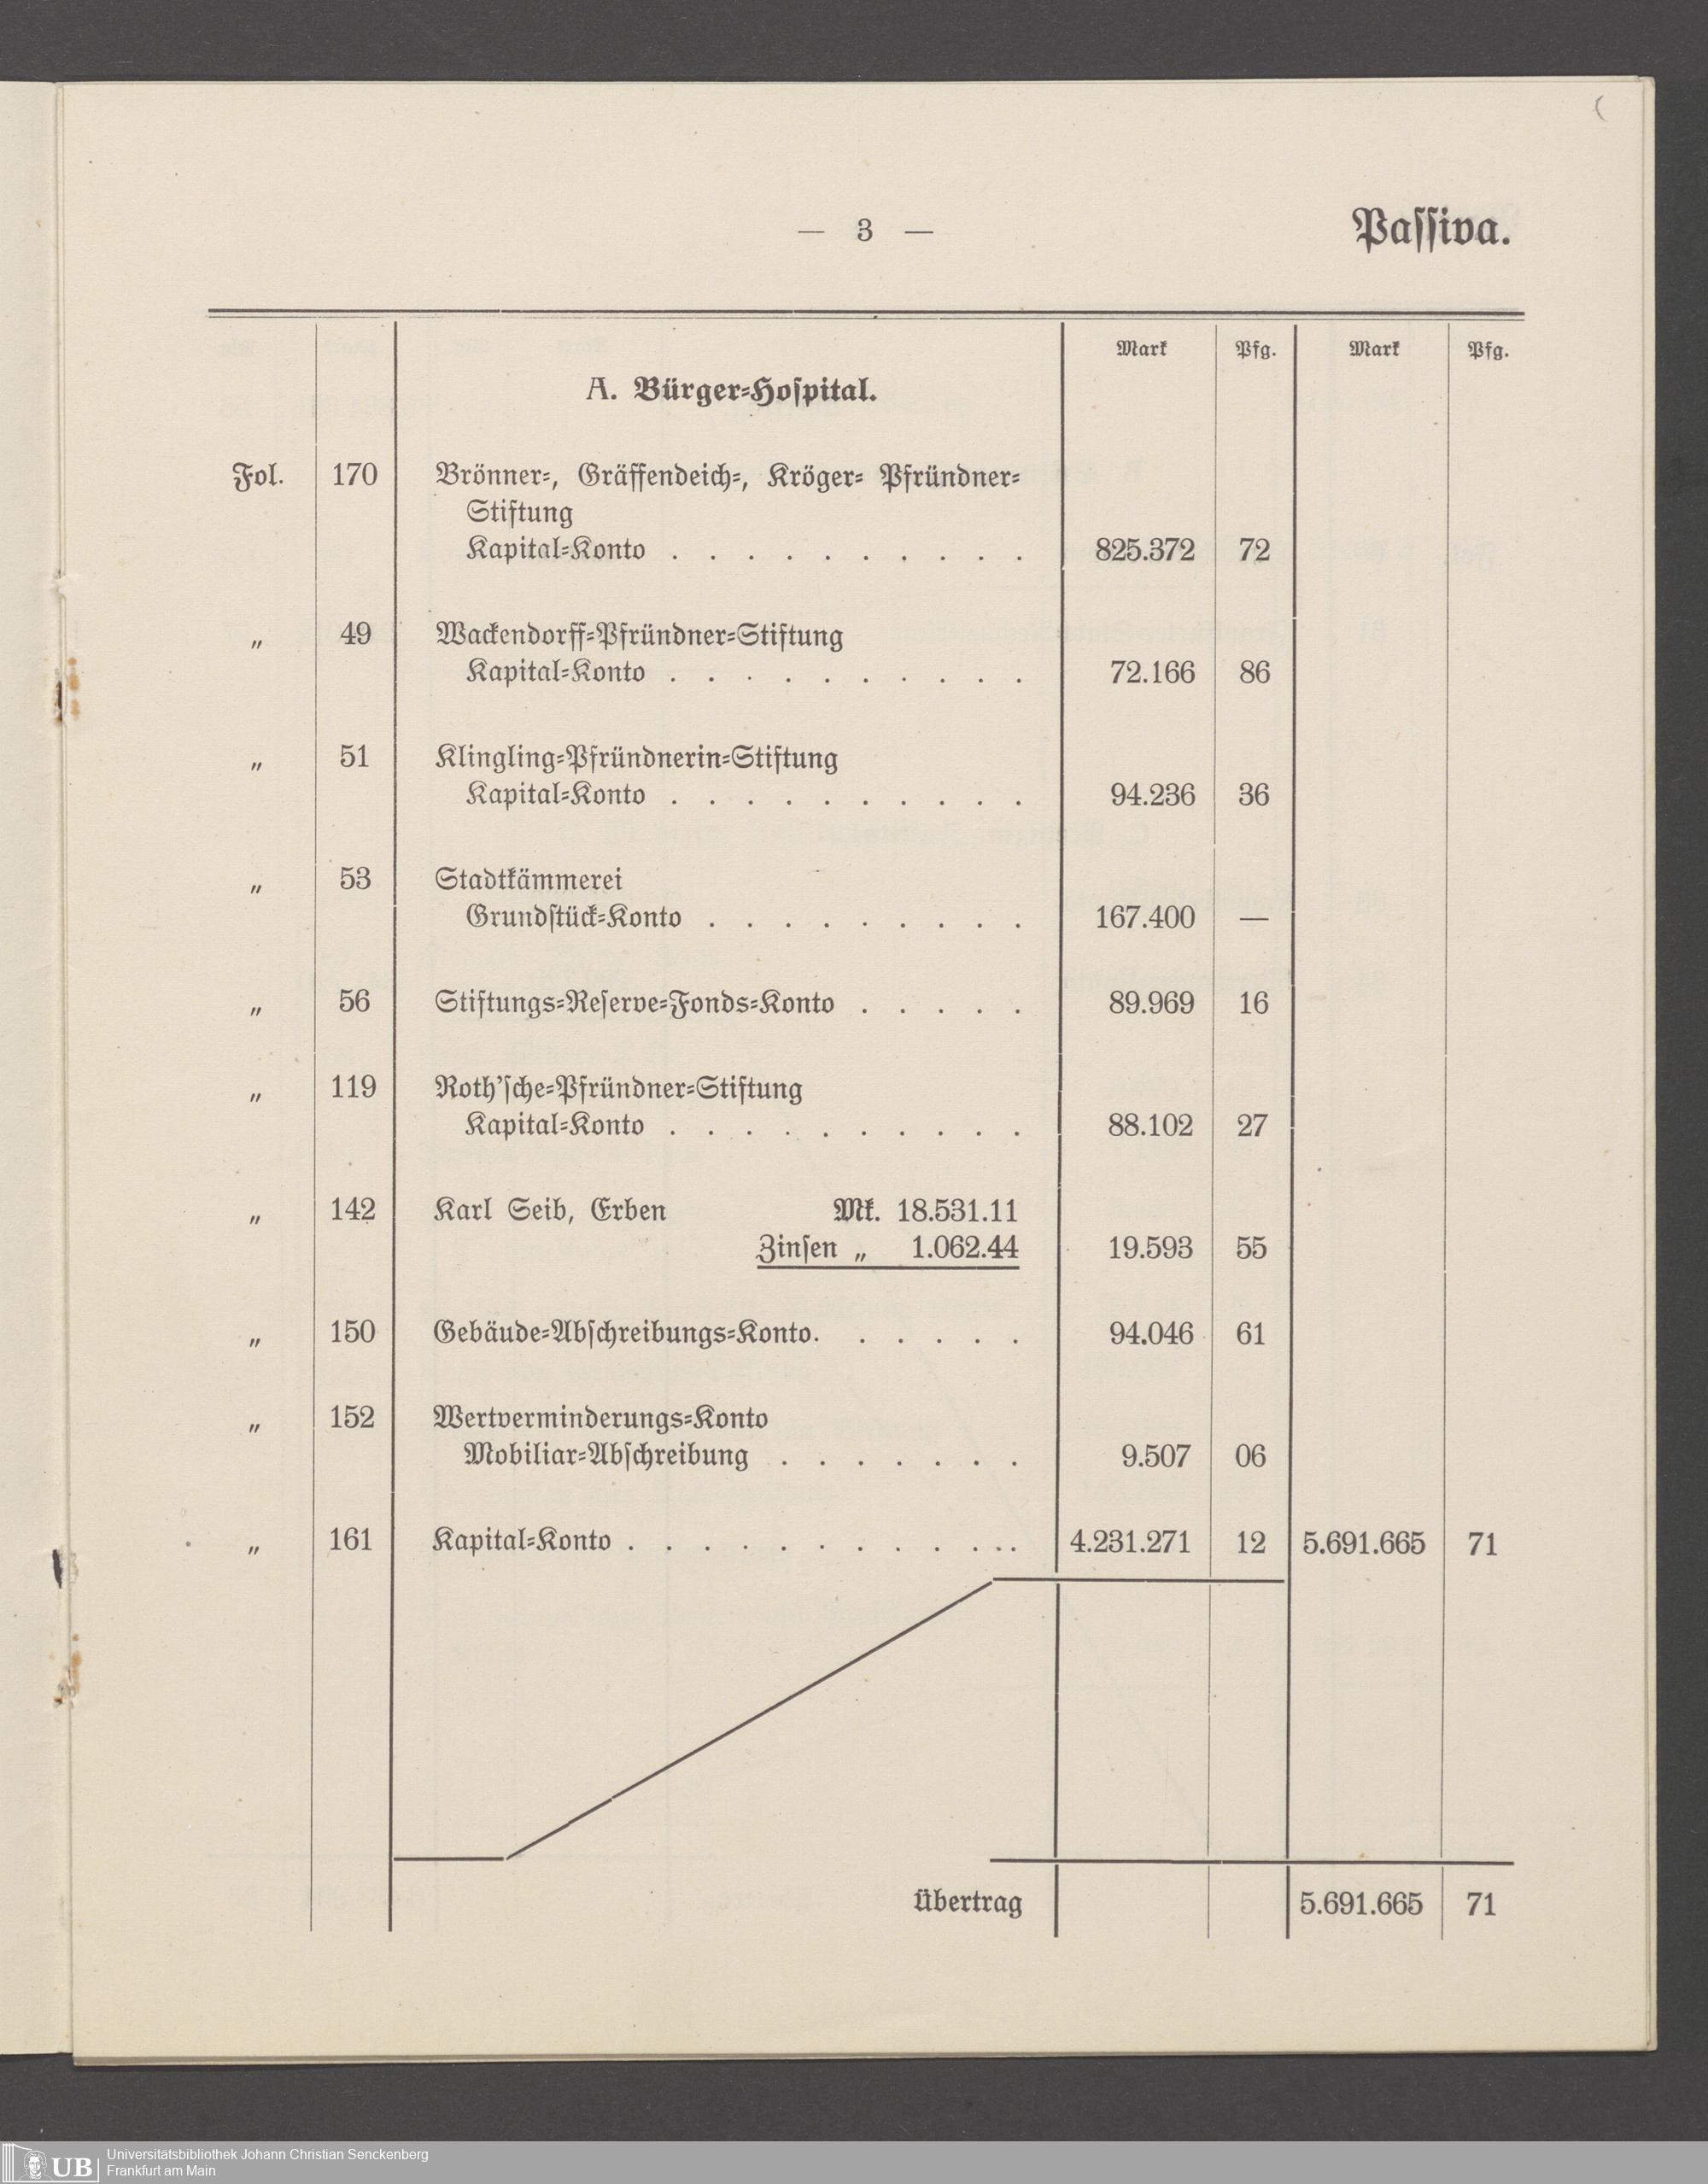 — 3 —
Passiva.
Mark Pfg. Mark Pfg.
A. Bürger-Hospital.
Fol. 170 Brönner-, Gräffendeich-, Kröger- Pfründner-
Stiftung
Kapital-Konto . . . . . . . . . . 825.372 72
„ 49 Wackendorff-Pfründner-Stiftung
Kapital-Konto . . . . . . . . . . 72.166 86
„ 51 Klingling-Pfründnerin-Stiftung
Kapital-Konto . . . . . . . . . . 94.236 36
„ 53 Stadtkämmerei
Grundstück-Konto . . . . . . . . . 167.400 —
„ 56 Stiftungs-Reserve-Fonds-Konto . . . . . 89.969 16
„ 119 Roth'sche-Pfründner-Stiftung
Kapital-Konto . . . . . . . . . . 88.102 27
„ 142 Karl Seib, Erben Mk. 18.531.11
Zinsen „ 1.062.44 19.593 55
„ 150 Gebäude-Abschreibungs-Konto. . . . . . 94.046 61
„ 152 Wertverminderungs-Konto
Mobiliar-Abschreibung . . . . . . . 9.507 06
„ 161 Kapital-Konto . . . . . . . . . . . . 4.231.271 12 5.691.665 71
Übertrag 5.691.665 71
UB
Universitätsbibliothek Johann Christian Senckenberg
Frankfurt am Main